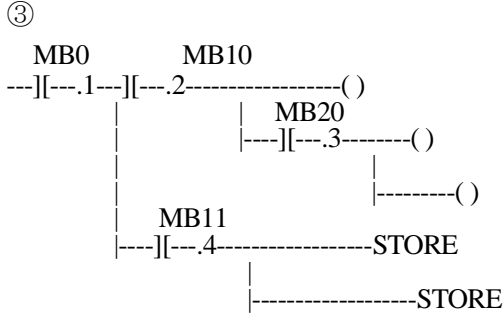 ③
MB0 MB10
---][---.1---][---.2------------------( )
| | MB20
| |----][---.3--------( )
| |
| |---------( )
| MB11
|----][---.4------------------STORE
|
|------------------STORE